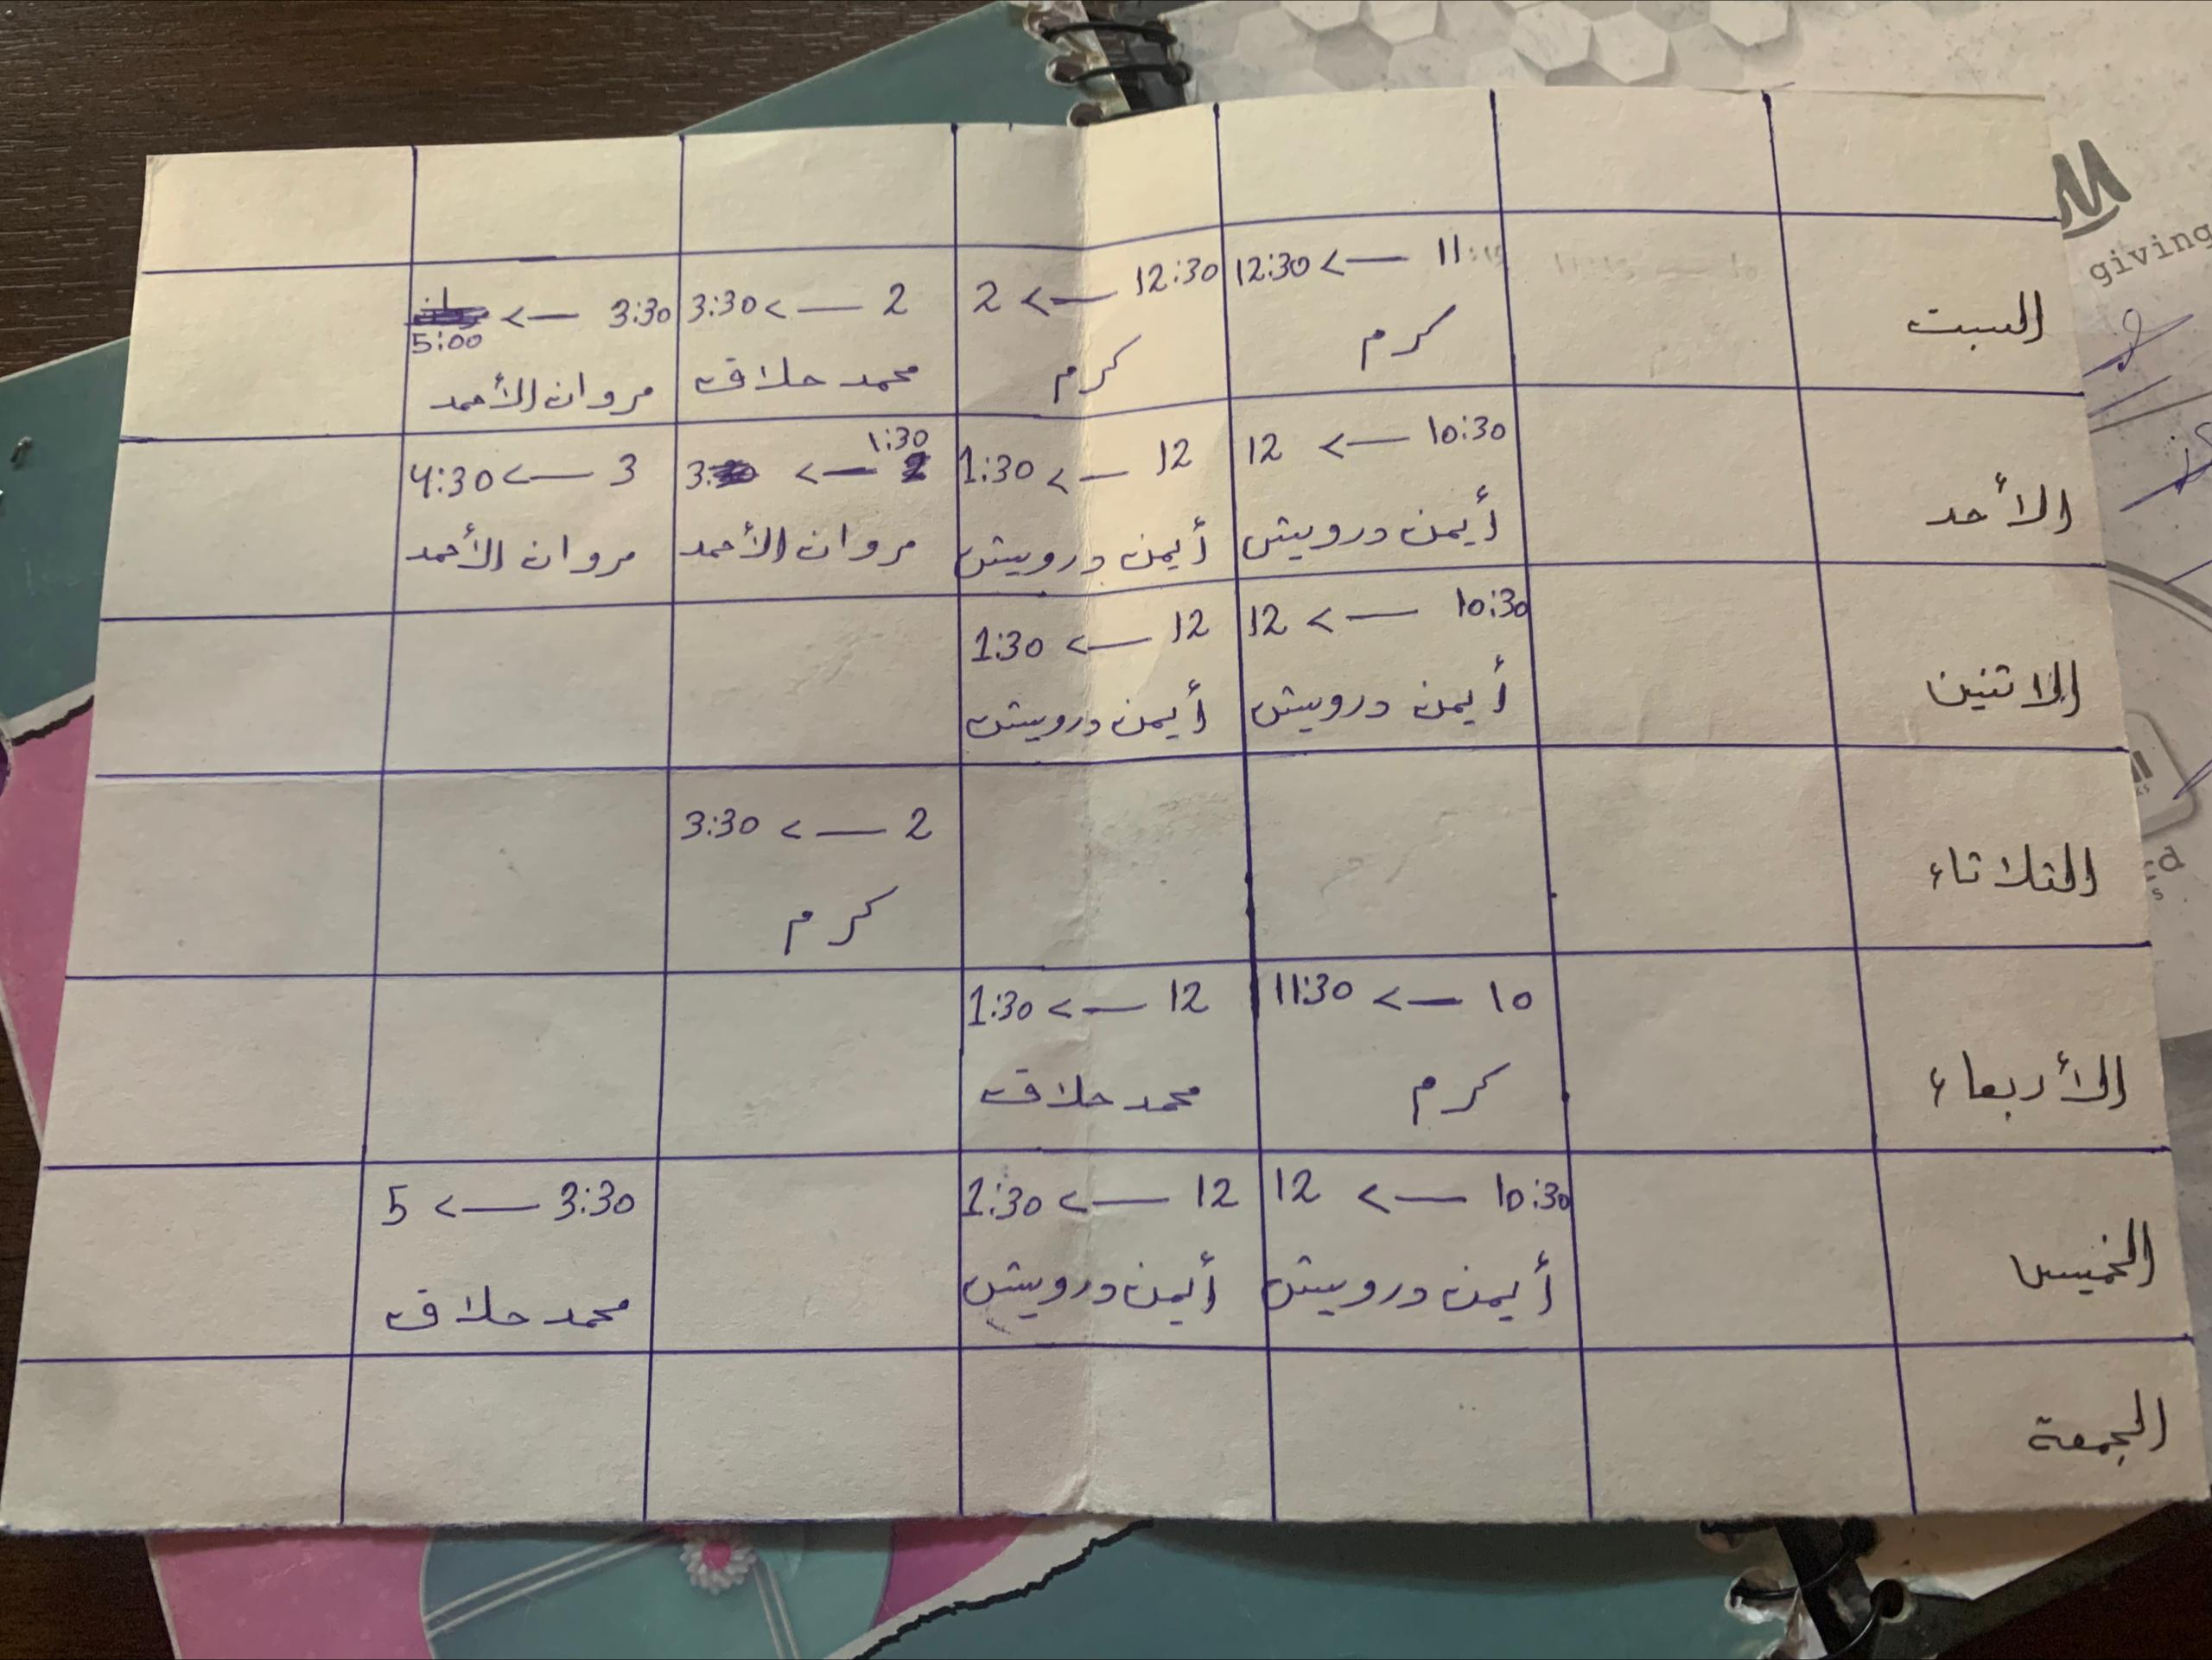 السبت
11 —> 12:30
كرم
12:30 —> 2
كرم
2 —> 3:30
محمد حلاق
3:30 —>
5:00
مروان الأحمد
الأحد
10:30 —> 12
أيمن درويش
12 —> 1:30
أيمن درويش
1:30
—> 3
مروان الأحمد
3 —> 4:30
مروان الأحمد
الاثنين
10:30 —> 12
أيمن درويش
12 —> 1:30
أيمن درويش
الثلاثاء
2 —> 3:30
كرم
الأربعاء
10 —> 11:30
كرم
12 —> 1:30
محمد حلاق
الخميس
10:30 —> 12
أيمن درويش
12 —> 1:30
أيمن درويش
3:30 —> 5
محمد حلاق
الجمعة
giving